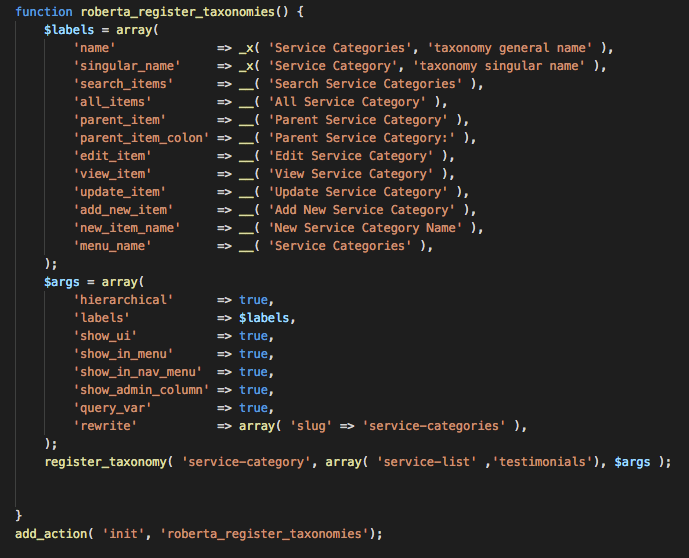 function roberta_register_taxonomies() {
    $labels = array(
        'name'              => _x( 'Service Categories', 'taxonomy general name' ),
        'singular_name'     => _x( 'Service Category', 'taxonomy singular name' ),
        'search_items'      => __( 'Search Service Categories' ),
        'all_items'         => __( 'All Service Category' ),
        'parent_item'       => __( 'Parent Service Category' ),
        'parent_item_colon' => __( 'Parent Service Category:' ),
        'edit_item'         => __( 'Edit Service Category' ),
        'view_item'         => __( 'View Service Category' ),
        'update_item'       => __( 'Update Service Category' ),
        'add_new_item'      => __( 'Add New Service Category' ),
        'new_item_name'     => __( 'New Service Category Name' ),
        'menu_name'         => __( 'Service Categories' ),
    );
    $args = array(
        'hierarchical'      => true,
        'labels'            => $labels,
        'show_ui'           => true,
        'show_in_menu'      => true,
        'show_in_nav_menu'  => true,
        'show_admin_column' => true,
        'query_var'         => true,
        'rewrite'           => array( 'slug' => 'service-categories' ),
    );
    register_taxonomy( 'service-category', array( 'service-list' ,'testimonials'), $args );
}
add_action( 'init', 'roberta_register_taxonomies');